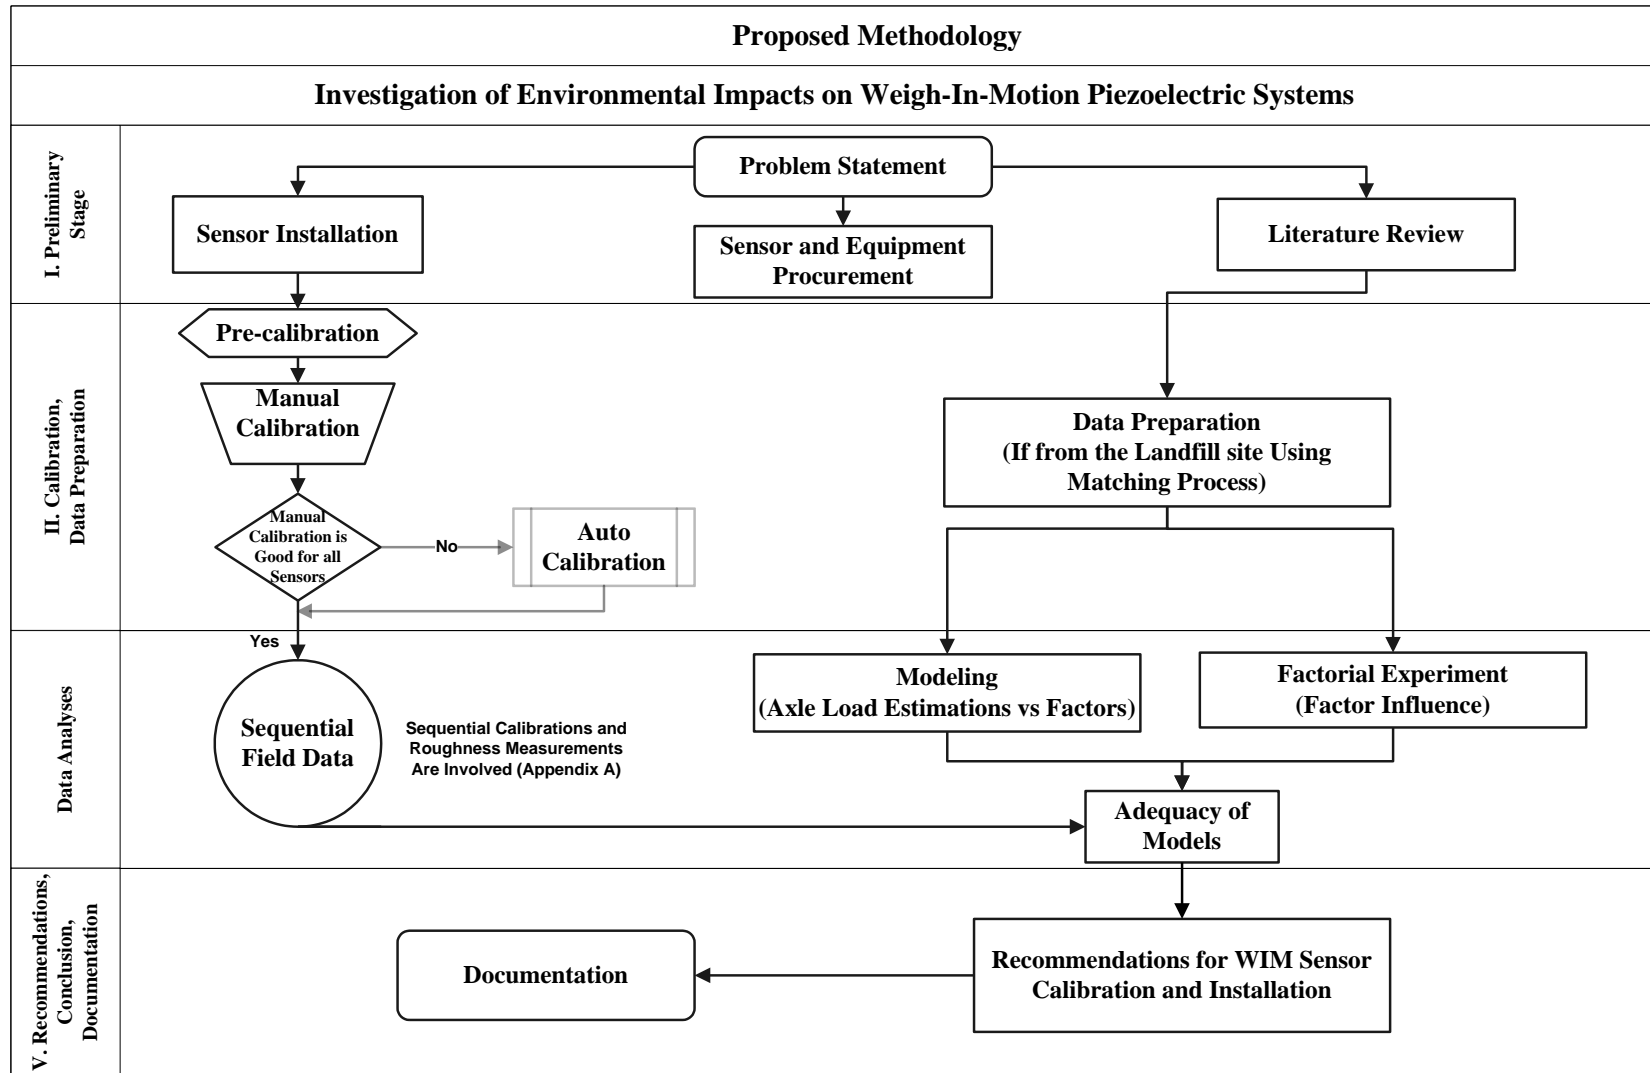 Proposed Methodology
Investigation of Environmental Impacts on Weigh-In-Motion Piezoelectric Systems
I. Preliminary
Stage
Problem Statement
Sensor Installation
Sensor and Equipment
Procurement
Literature Review
II. Calibration,
Data Preparation
Pre-calibration
Manual
Calibration
Manual
Calibration is
Good for all
Sensors
No
Auto
Calibration
Yes
Data Preparation
(If from the Landfill site Using
Matching Process)
Data Analyses
Sequential
Field Data
Sequential Calibrations and
Roughness Measurements
Are Involved (Appendix A)
Modeling
(Axle Load Estimations vs Factors)
Factorial Experiment
(Factor Influence)
Adequacy of
Models
V. Recommendations,
Conclusion,
Documentation
Documentation
Recommendations for WIM Sensor
Calibration and Installation